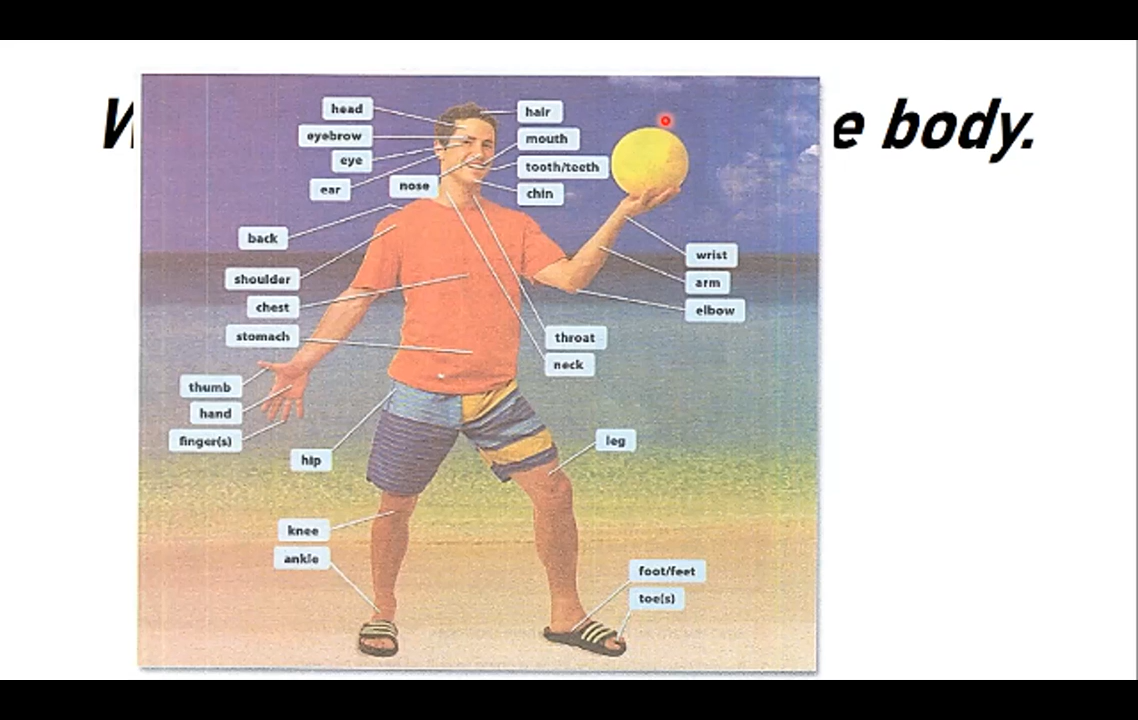 e body.
head
eyebrow
eye
ear
nose
hair
mouth
tooth/teeth
chin
back
shoulder
chest
stomach
wrist
arm
elbow
throat
neck
thumb
hand
finger(s)
hip
leg
knee
ankle
foot/feet
toe(s)